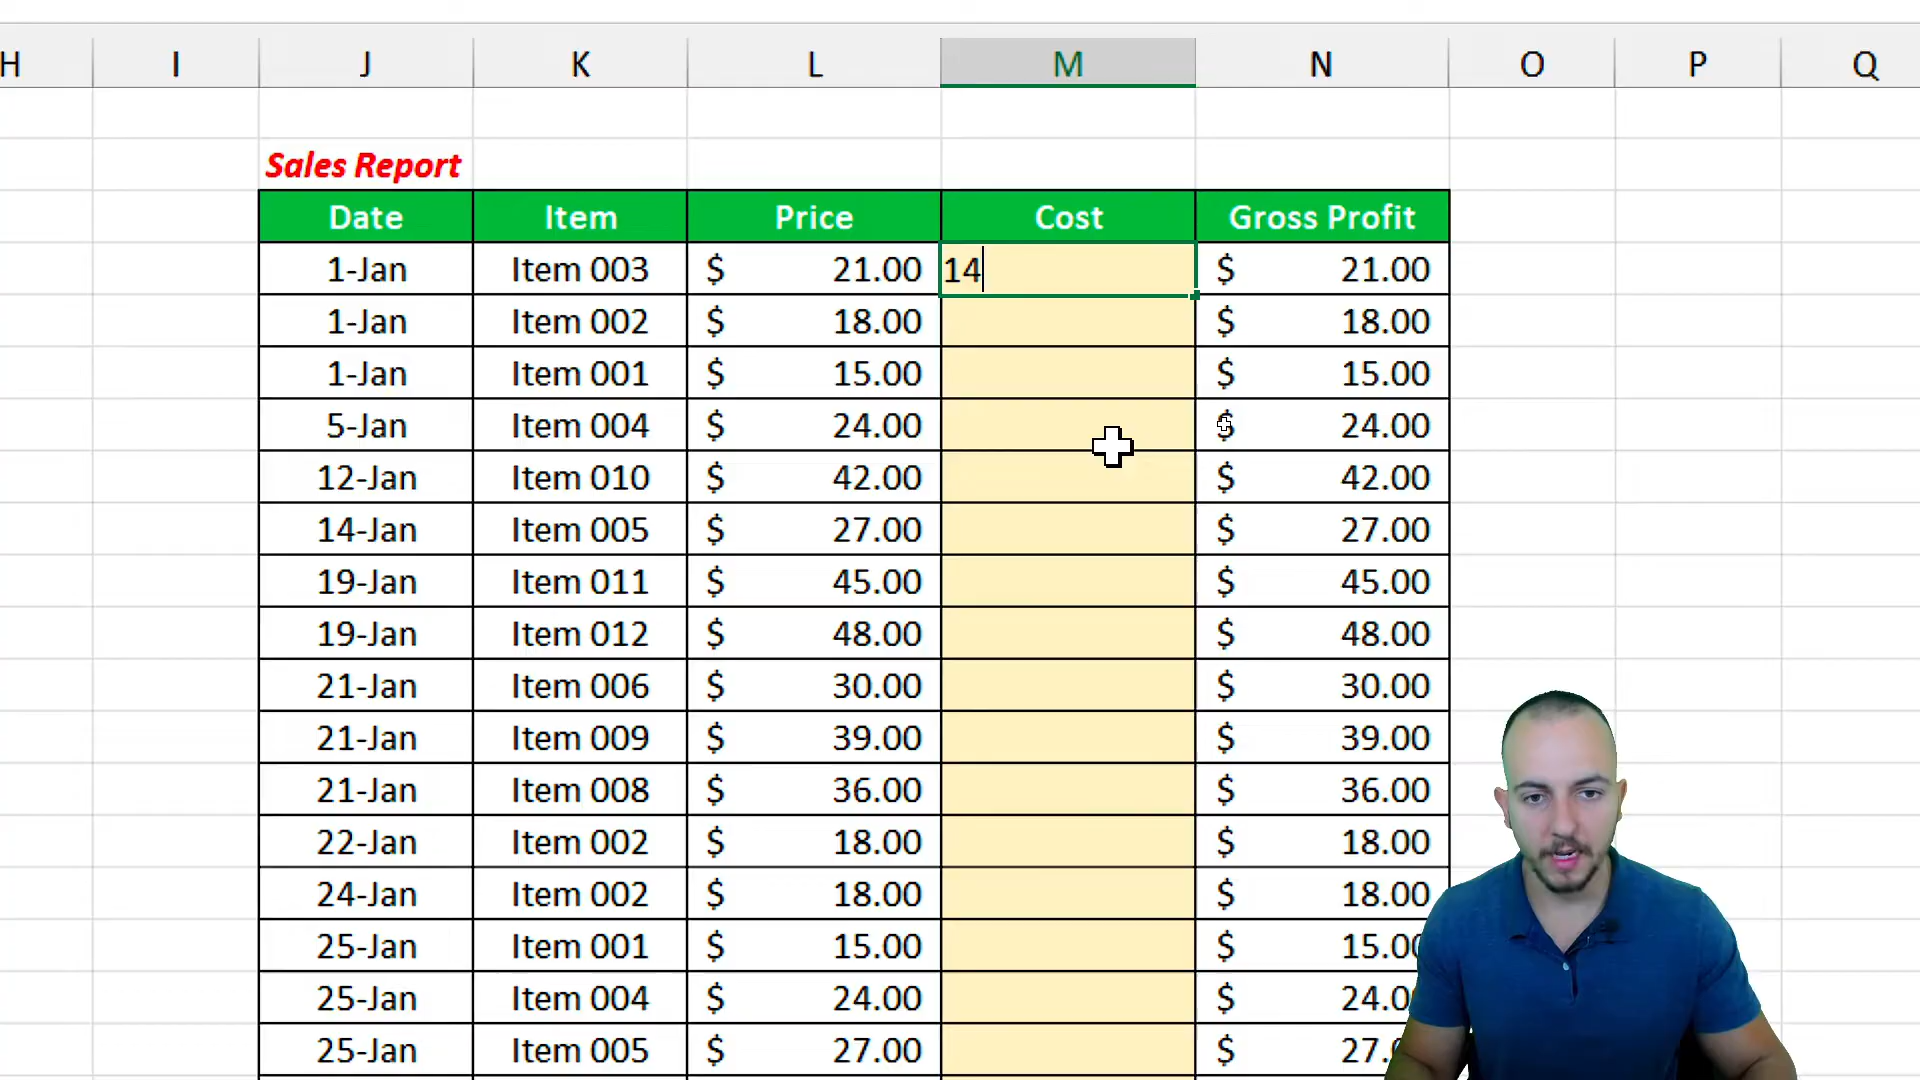 H I J K L M N O P Q
Sales Report
Date Item Price Cost Gross Profit
1-Jan Item 003 $ 21.00 14 $ 21.00
1-Jan Item 002 $ 18.00 $ 18.00
1-Jan Item 001 $ 15.00 $ 15.00
5-Jan Item 004 $ 24.00 $ 24.00
12-Jan Item 010 $ 42.00 $ 42.00
14-Jan Item 005 $ 27.00 $ 27.00
19-Jan Item 011 $ 45.00 $ 45.00
19-Jan Item 012 $ 48.00 $ 48.00
21-Jan Item 006 $ 30.00 $ 30.00
21-Jan Item 009 $ 39.00 $ 39.00
21-Jan Item 008 $ 36.00 $ 36.00
22-Jan Item 002 $ 18.00 $ 18.00
24-Jan Item 002 $ 18.00 $ 18.00
25-Jan Item 001 $ 15.00 $ 15.00
25-Jan Item 004 $ 24.00 $ 24.0
25-Jan Item 005 $ 27.00 $ 27.